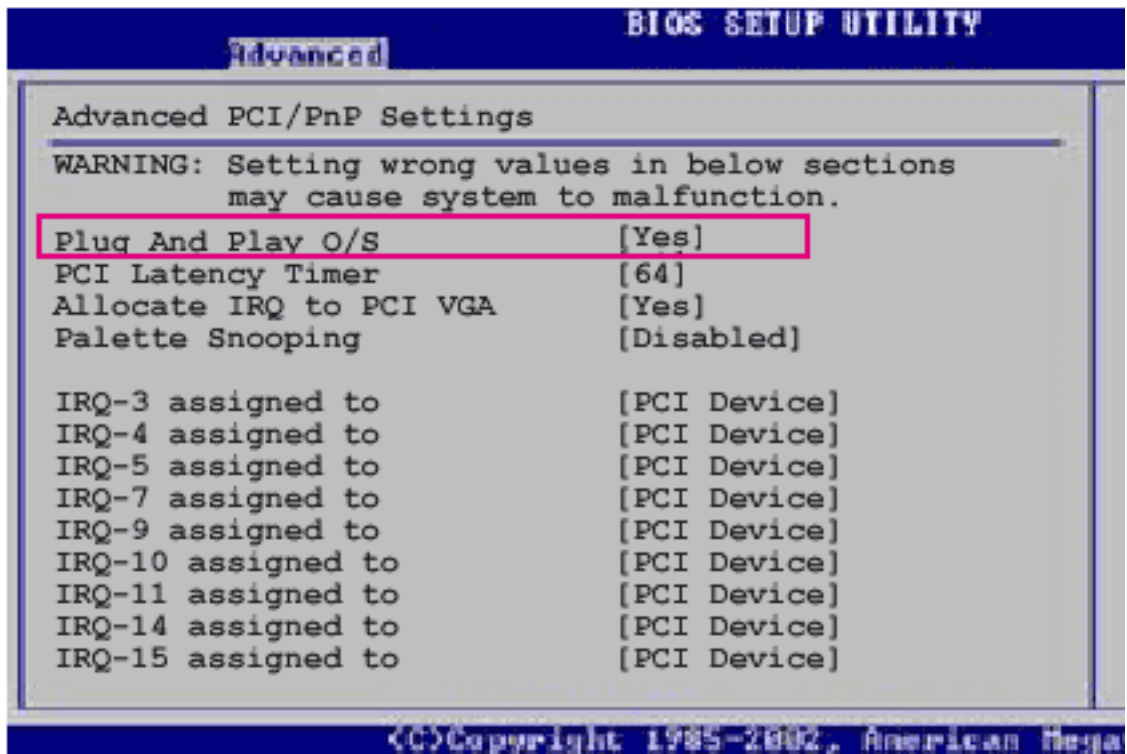 BIOS SETUP UTILITY
Advanced
Advanced PCI/PnP Settings
WARNING: Setting wrong values in below sections
may cause system to malfunction.
Plug And Play O/S [Yes]
PCI Latency Timer [64]
Allocate IRQ to PCI VGA [Yes]
Palette Snooping [Disabled]
IRQ-3 assigned to [PCI Device]
IRQ-4 assigned to [PCI Device]
IRQ-5 assigned to [PCI Device]
IRQ-7 assigned to [PCI Device]
IRQ-9 assigned to [PCI Device]
IRQ-10 assigned to [PCI Device]
IRQ-11 assigned to [PCI Device]
IRQ-14 assigned to [PCI Device]
IRQ-15 assigned to [PCI Device]
(C)Copyright 1985-2002, American Mega